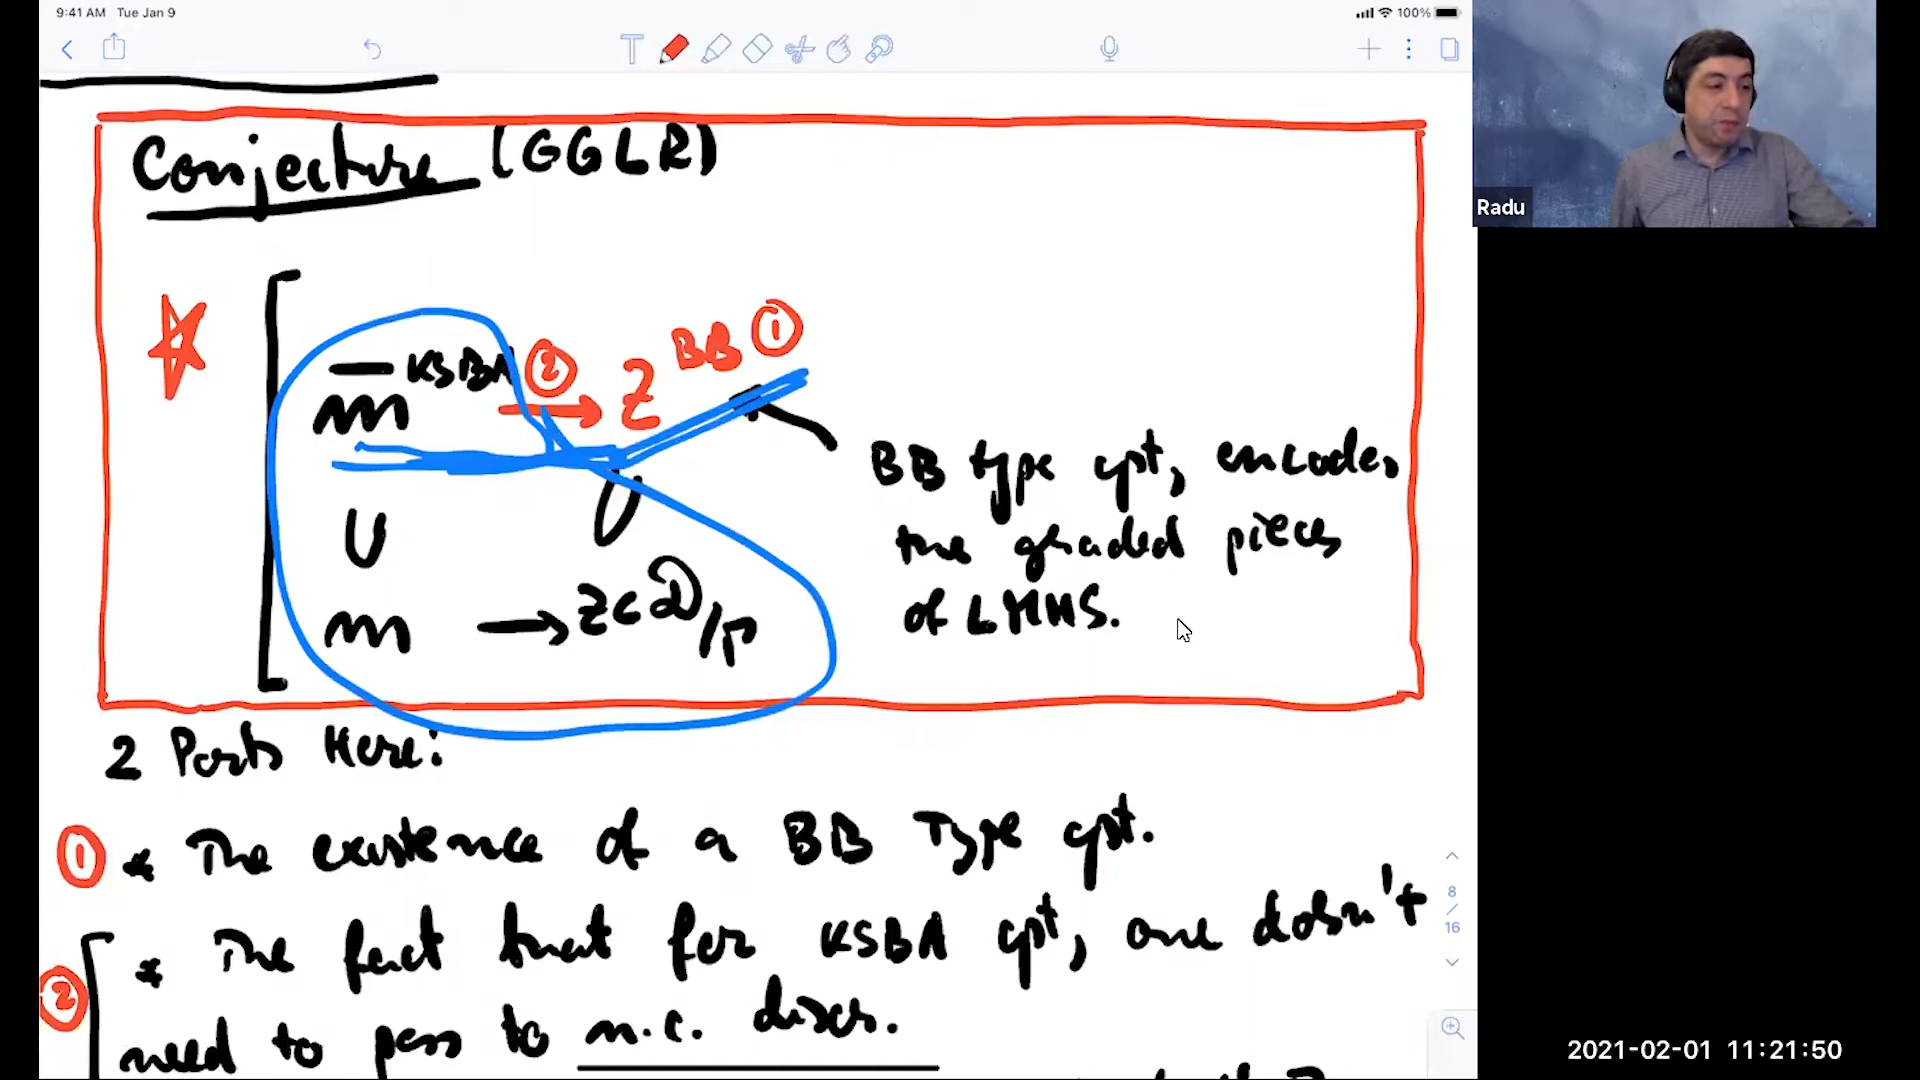 9:41 AM Tue Jan 9
100%
Conjecture (GGLR)
KSBA ② Z BB ①
m
U
m → Z ⊂ D/Γ
BB type cpt, encodes
the graded pieces
of LMHS.
2 Parts Here:
① * The existence of a BB Type cpt.
② * The fact that for KSBA cpt, one doesn't
need to pass to n.c. discr.
8
/
16
Radu
2021-02-01 11:21:50